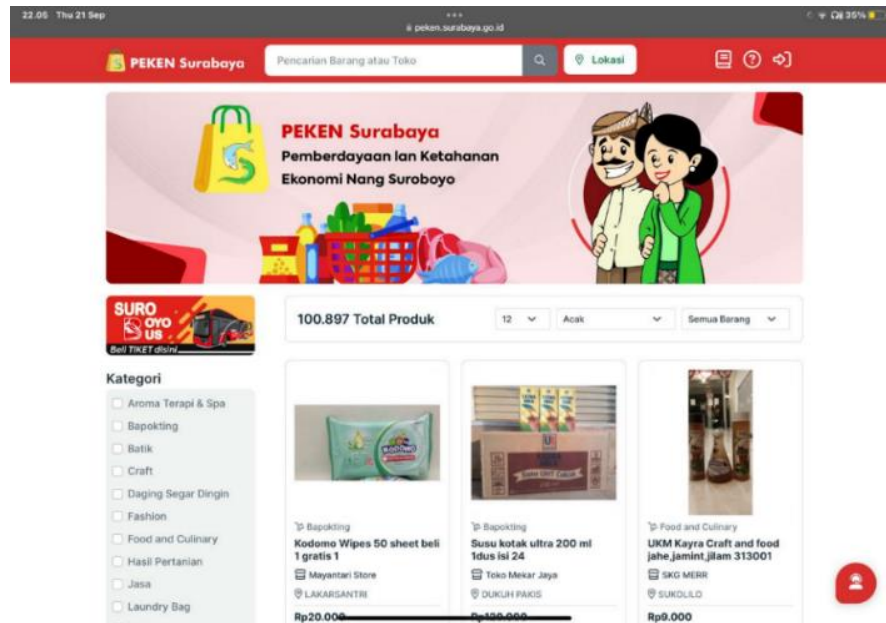 22.05 Thu 21 Sep
peken.surabaya.go.id
35%
PEKEN Surabaya
Pencarian Barang atau Toko
Lokasi
PEKEN Surabaya
Pemberdayaan lan Ketahanan
Ekonomi Nang Suroboyo
SURO
BOYO
BUS
Beli TIKET disini
100.897 Total Produk
12
Acak
Semua Barang
Kategori
Aroma Terapi & Spa
Bapokting
Batik
Craft
Daging Segar Dingin
Fashion
Food and Culinary
Hasil Pertanian
Jasa
Laundry Bag
KODOMO
Bapokting
Kodomo Wipes 50 sheet beli
1 gratis 1
Mayantari Store
LAKARSANTRI
Rp20.000
Bapokting
Susu kotak ultra 200 ml
1dus isi 24
Toko Mekar Jaya
DUKUH PAKIS
Rp130.000
Food and Culinary
UKM Kayra Craft and food
jahe,jamint,jilam 313001
SKG MERR
SUKOLILO
Rp9.000